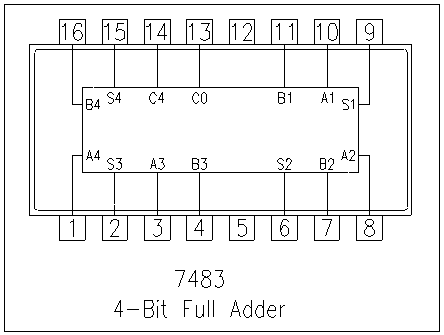 16 15 14 13 12 11 10 9
B4 S4 C4 C0 B1 A1 S1
A4 S3 A3 B3 S2 B2 A2
1 2 3 4 5 6 7 8
7483
4-Bit Full Adder